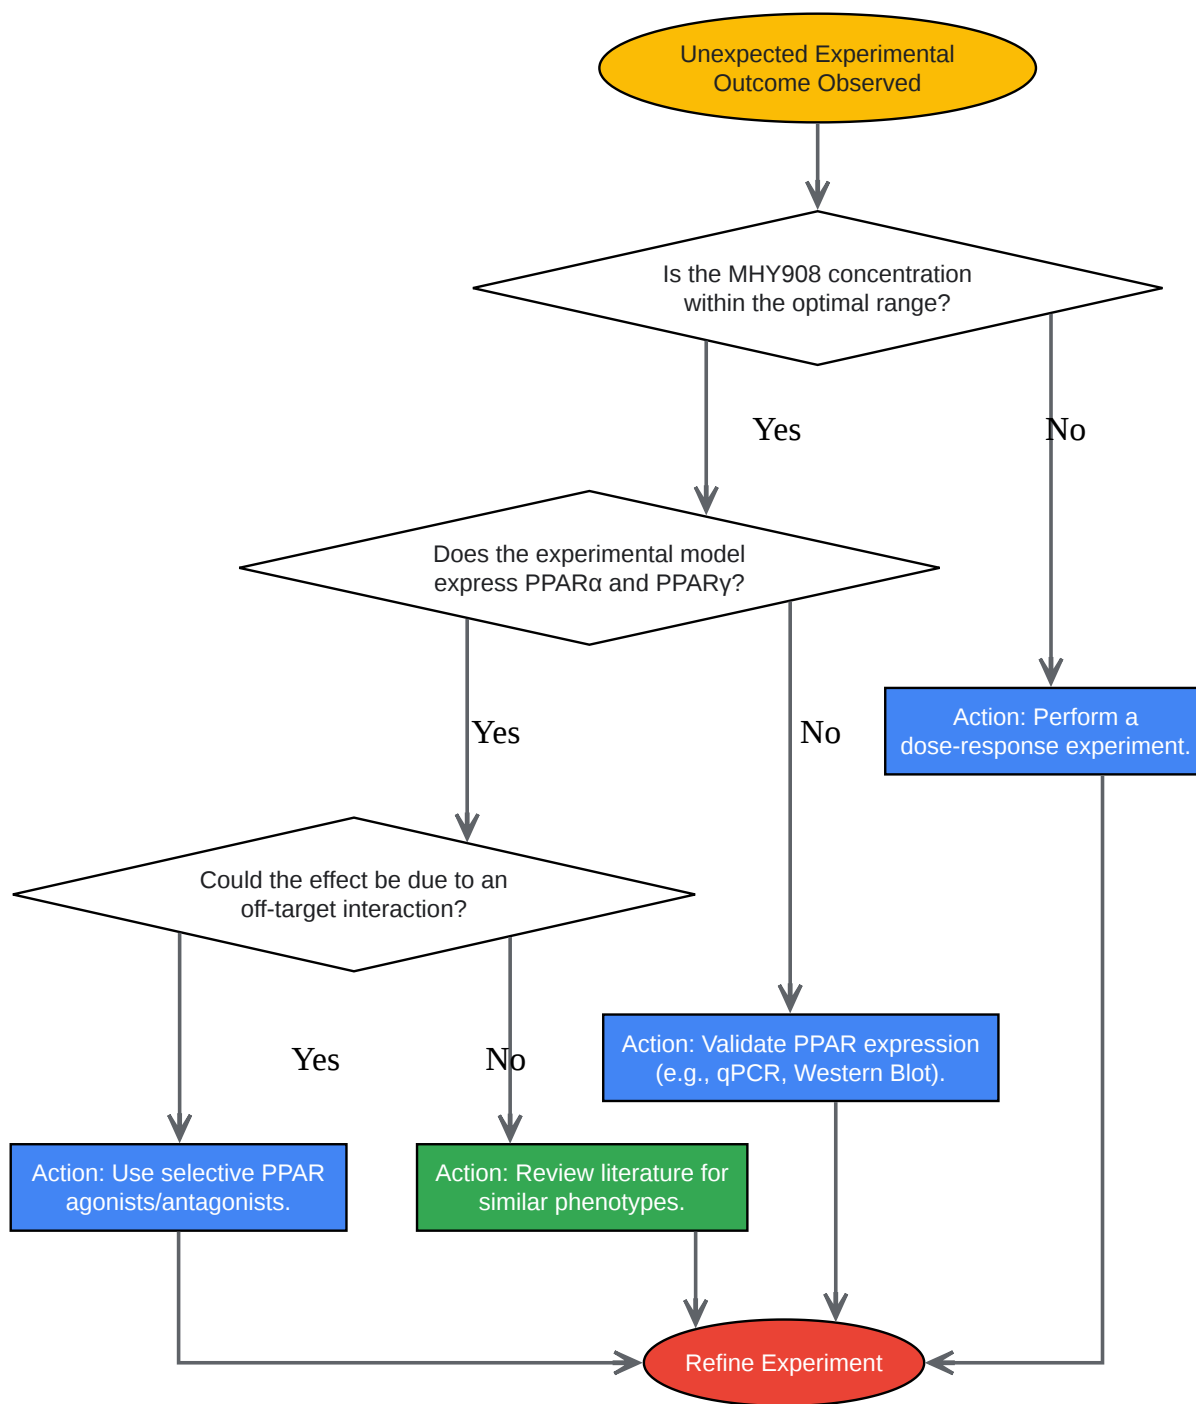 Unexpected Experimental
Outcome Observed
Is the MHY908 concentration
within the optimal range?
Yes
No
Does the experimental model
express PPARα and PPARγ?
Yes
No
Action: Perform a
dose-response experiment.
Could the effect be due to an
off-target interaction?
Yes
No
Action: Validate PPAR expression
(e.g., qPCR, Western Blot).
Action: Use selective PPAR
agonists/antagonists.
Action: Review literature for
similar phenotypes.
Refine Experiment